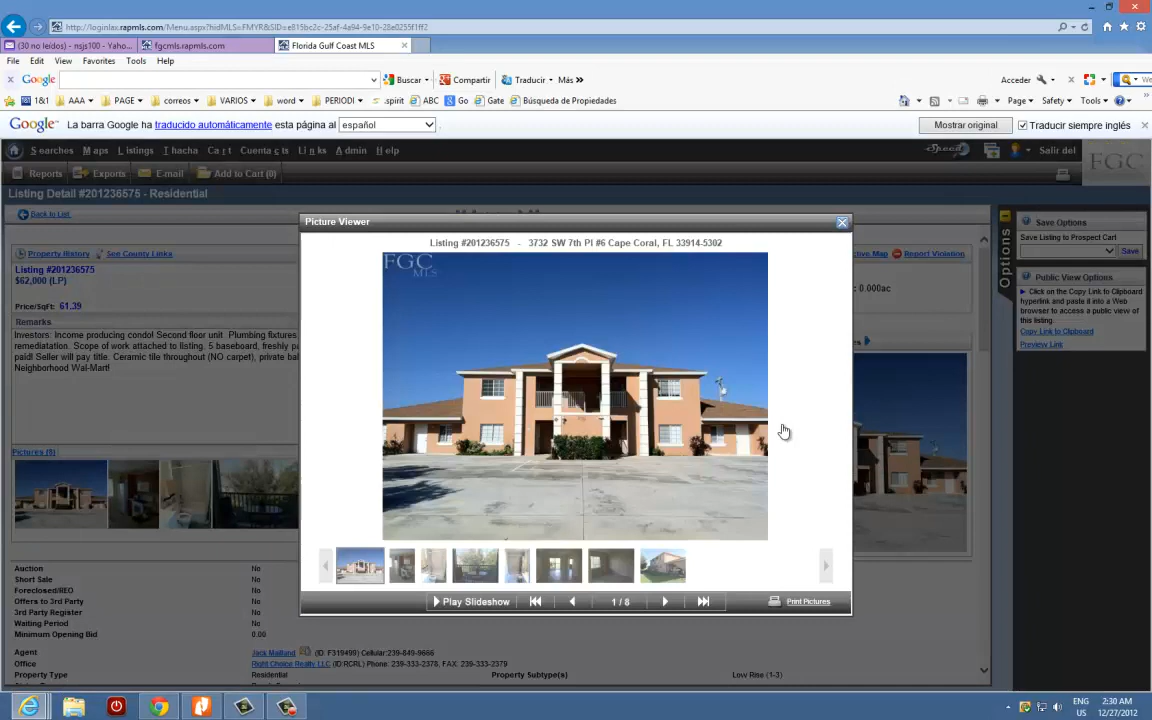 http://loginlax.rapmls.com/Menu.aspx?hidMLS=FMYR&SID=e815bc2c-25af-4a94-9e10-28e0255f1ff2
(30 no leídos) - nsjs100 - Yaho...
fgcmls.rapmls.com
Florida Gulf Coast MLS
File Edit View Favorites Tools Help
Google Buscar Compartir Traducir Más » Acceder
1&1 AAA PAGE correos VARIOS word PERIODI .spirit ABC Go Gate Búsqueda de Propiedades Page Safety Tools
Google La barra Google ha traducido automáticamente esta página al español . Mostrar original Traducir siempre inglés
Searches Maps Listings Thacha Cart Cuenta cts Links Admin Help Salir del
Reports Exports E-mail Add to Cart (0) FGC
Listing Detail #201236575 - Residential
Back to List
Picture Viewer
Listing #201236575 - 3732 SW 7th Pl #6 Cape Coral, FL 33914-5302
FGC
MLS
Property History See County Links
Report Violation
Listing #201236575
$62,000 (LP)
: 0.000ac
Price/SqFt: 61.39
Remarks
Investors: Income producing condo! Second floor unit. Plumbing fixtures
remediatation. Scope of work attached to listing. 5 baseboard, freshly pa
paid! Seller will pay title. Ceramic tile throughout (NO carpet), private bal
Neighborhood Wal-Mart!
Pictures (8)
Play Slideshow 1 / 8 Print Pictures
Options
Save Options
Save Listing to Prospect Cart
Save
Public View Options
Click on the Copy Link to Clipboard
hyperlink and paste it into a Web
browser to access a public view of
this listing.
Copy Link to Clipboard
Preview Link
Auction No
Short Sale No
Foreclosed/REO No
Offers to 3rd Party No
3rd Party Register No
Waiting Period No
Minimum Opening Bid 0.00
Agent Jack Maitland (ID: F319499) Cellular:239-849-9666
Office Right Choice Realty LLC (ID:RCRL) Phone: 239-333-2379, FAX: 239-333-2379
Property Type Residential Property Subtype(s) Low Rise (1-3)
ENG
US
2:30 AM
12/27/2012